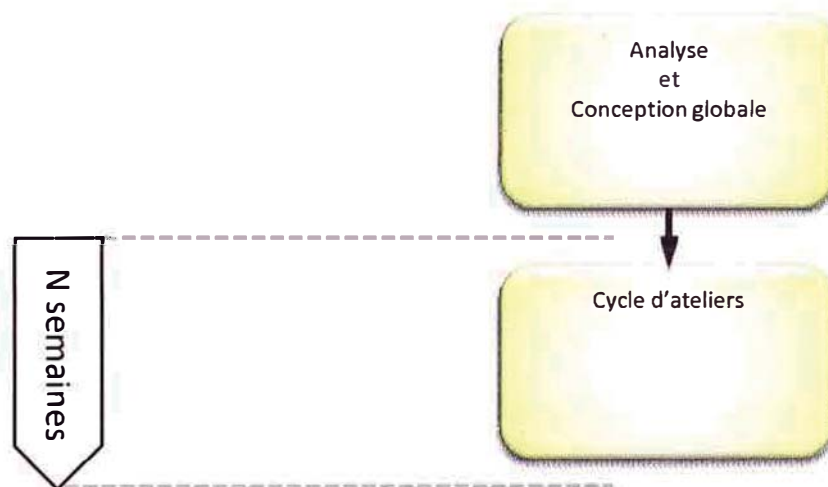 Analyse
et
Conception globale
N semaines
Cycle d'ateliers